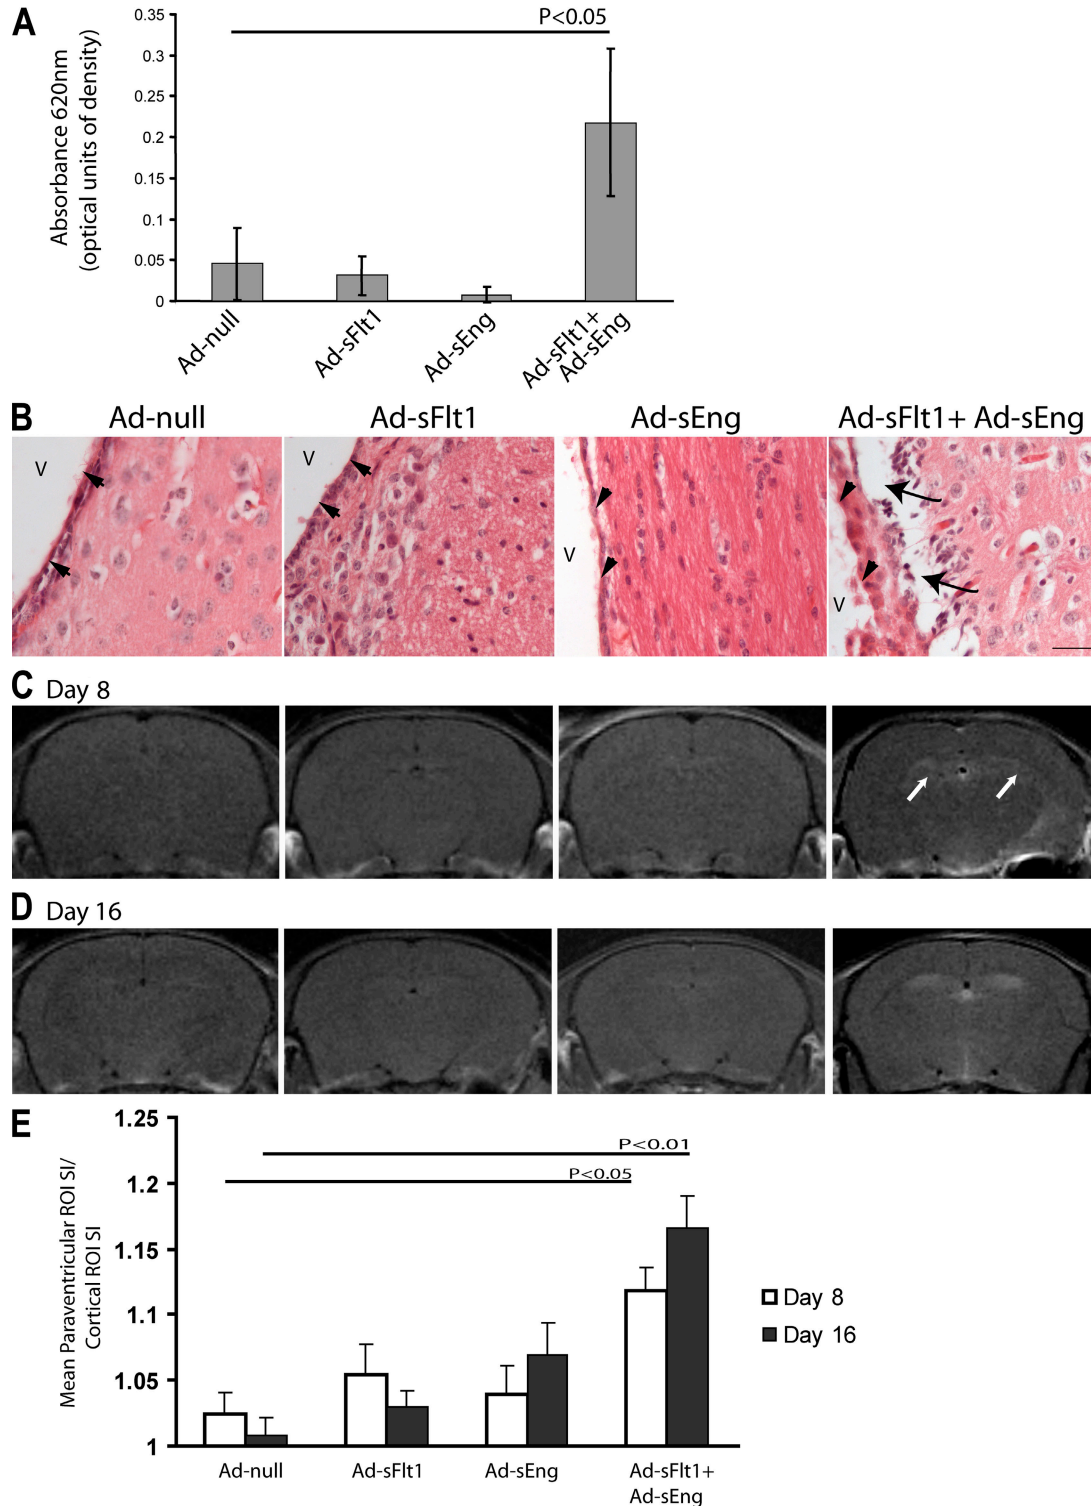 A
P<0.05
Absorbance 620nm
(optical units of density)
0.35
0.3
0.25
0.2
0.15
0.1
0.05
0
Ad-null
Ad-sFlt1
Ad-sEng
Ad-sFlt1+
Ad-sEng
B
Ad-null
Ad-sFlt1
Ad-sEng
Ad-sFlt1+ Ad-sEng
V
V
V
V
C Day 8
D Day 16
E
Mean Paraventricular ROI SI/
Cortical ROI SI
1.25
1.2
1.15
1.1
1.05
1
P<0.01
P<0.05
Day 8
Day 16
Ad-null
Ad-sFlt1
Ad-sEng
Ad-sFlt1+
Ad-sEng